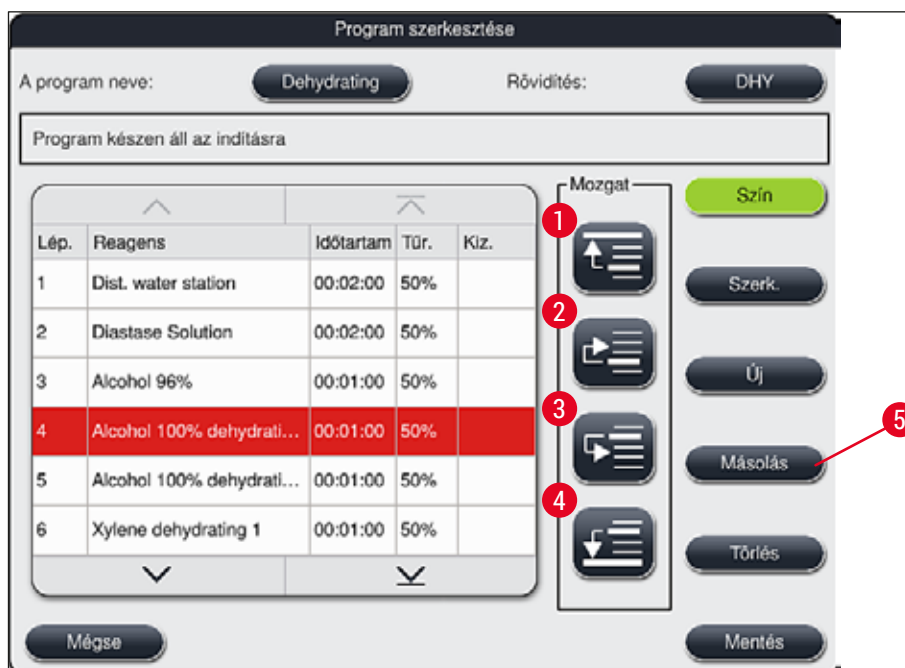 Program szerkesztése
A program neve: Dehydrating Rövidítés: DHY
Program készen áll az indításra
Mozgat Szín
1
Lép. Reagens Időtartam Tűr. Kiz.
1 Dist. water station 00:02:00 50% Szerk.
2
2 Diastase Solution 00:02:00 50%
3 Alcohol 96% 00:01:00 50% Új
3
4 Alcohol 100% dehydrati... 00:01:00 50% 5
5 Alcohol 100% dehydrati... 00:01:00 50% Másolás
4
6 Xylene dehydrating 1 00:01:00 50% Törlés
Mégse Mentés